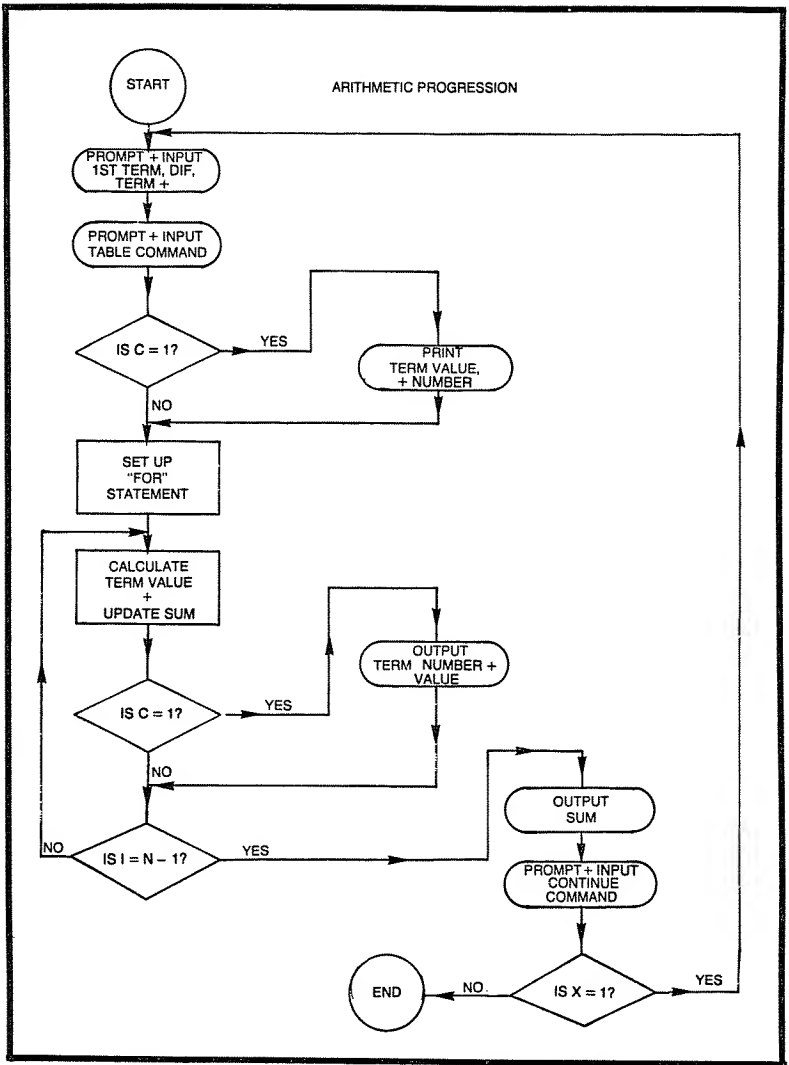 START
ARITHMETIC PROGRESSION
PROMPT + INPUT
1ST TERM, DIF,
TERM +
PROMPT + INPUT
TABLE COMMAND
IS C = 1?
YES
PRINT
TERM VALUE,
+ NUMBER
NO
SET UP
"FOR"
STATEMENT
CALCULATE
TERM VALUE
+
UPDATE SUM
OUTPUT
TERM NUMBER +
VALUE
IS C = 1?
YES
NO
OUTPUT
SUM
NO
IS I = N – 1?
YES
PROMPT + INPUT
CONTINUE
COMMAND
END
NO
IS X = 1?
YES